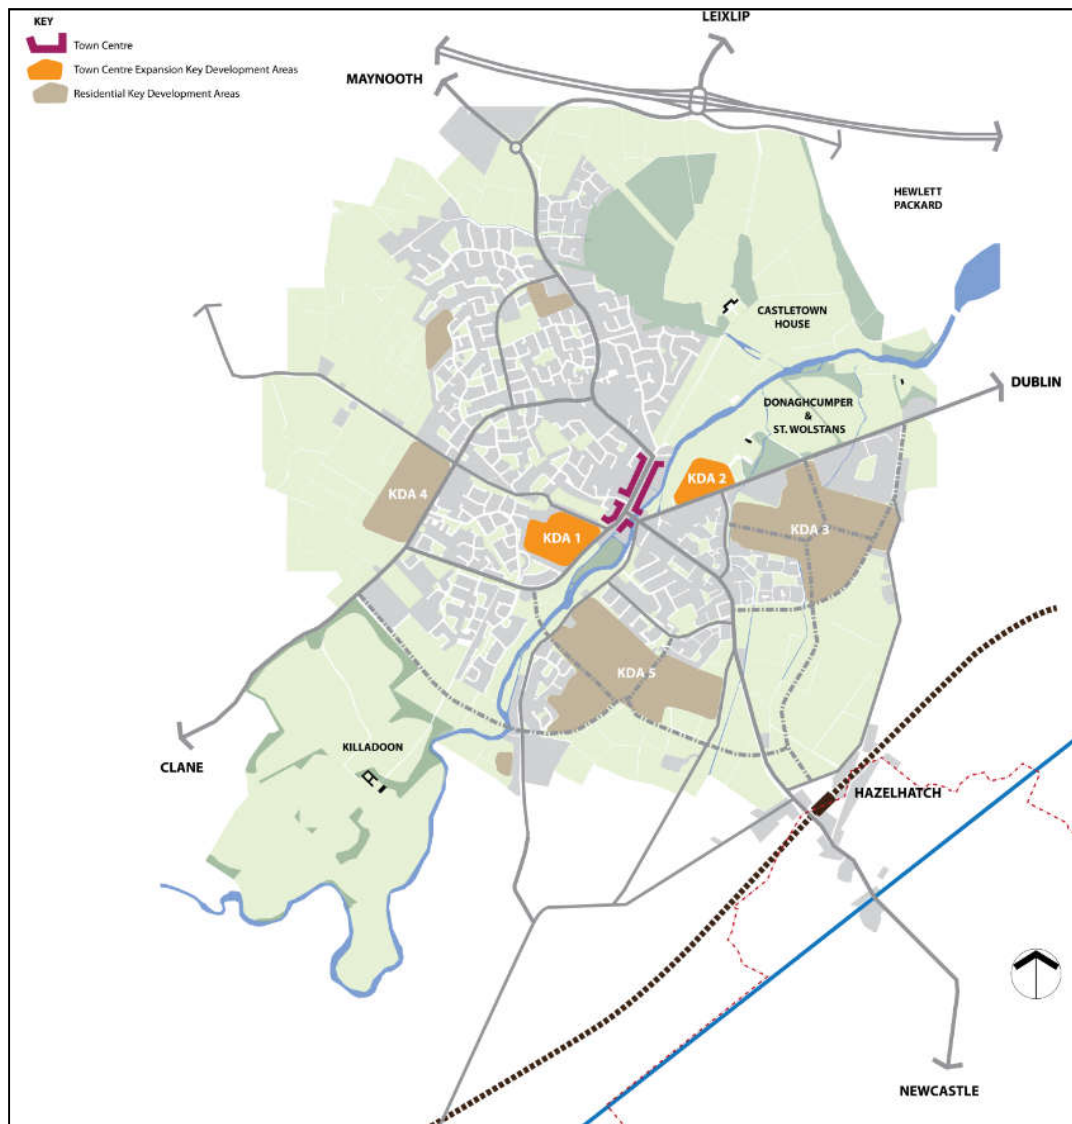 KEY
Town Centre
Town Centre Expansion Key Development Areas
Residential Key Development Areas
LEIXLIP
MAYNOOTH
HEWLETT
PACKARD
CASTLETOWN
HOUSE
DUBLIN
DONAGHCUMPER
&
ST. WOLSTANS
KDA 2
KDA 4
KDA 3
KDA 1
KDA 5
KILLADOON
CLANE
HAZELHATCH
NEWCASTLE